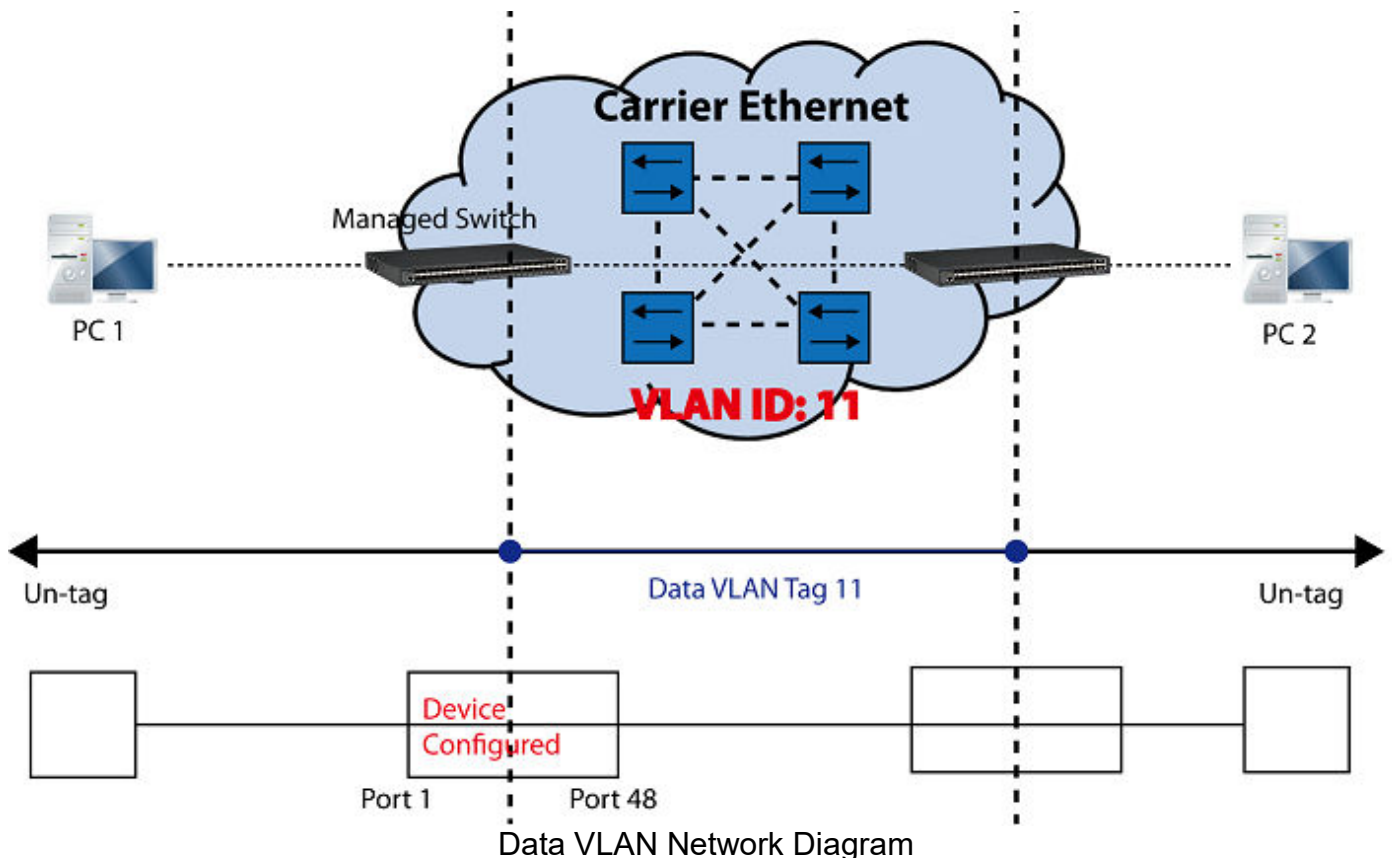 Carrier Ethernet
Managed Switch
PC 1
PC 2
VLAN ID: 11
Un-tag
Data VLAN Tag 11
Un-tag
Device
Configured
Port 1
Port 48
Data VLAN Network Diagram